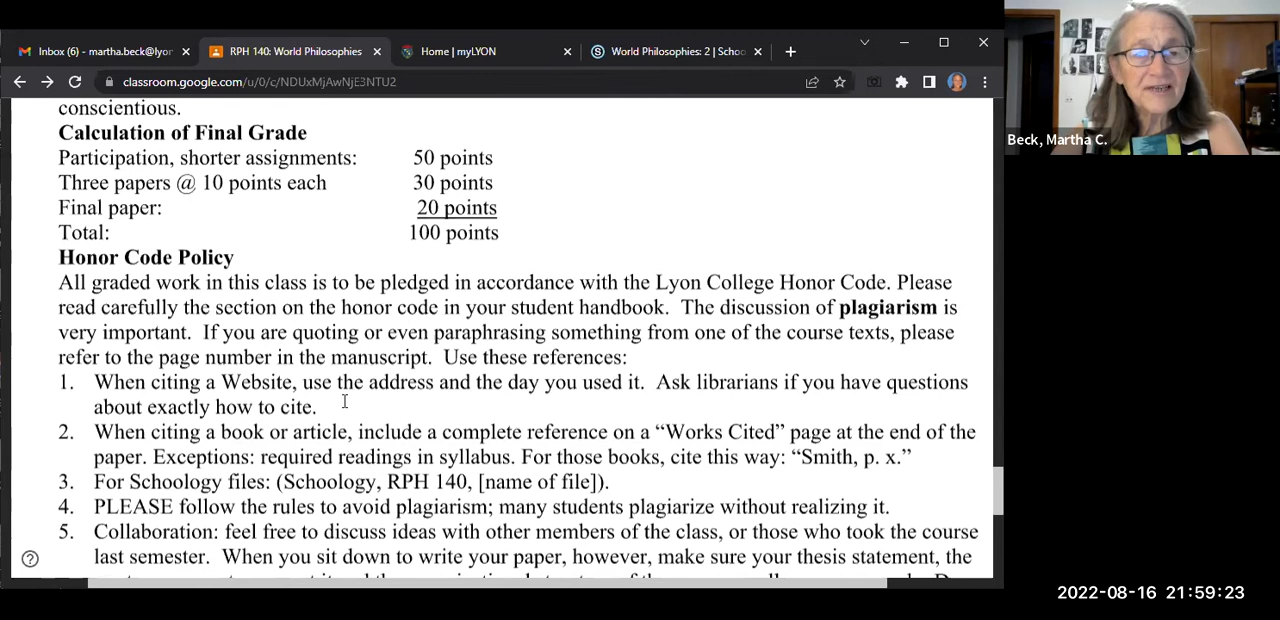 Inbox (6) - martha.beck@lyon
RPH 140: World Philosophies
Home | myLYON
World Philosophies: 2 | Schoo
classroom.google.com/u/0/c/NDUxMjAwNjE3NTU2
Beck, Martha C.
conscientious.
Calculation of Final Grade
Participation, shorter assignments: 50 points
Three papers @ 10 points each 30 points
Final paper: 20 points
Total: 100 points
Honor Code Policy
All graded work in this class is to be pledged in accordance with the Lyon College Honor Code. Please
read carefully the section on the honor code in your student handbook. The discussion of plagiarism is
very important. If you are quoting or even paraphrasing something from one of the course texts, please
refer to the page number in the manuscript. Use these references:
1. When citing a Website, use the address and the day you used it. Ask librarians if you have questions
about exactly how to cite.
2. When citing a book or article, include a complete reference on a “Works Cited” page at the end of the
paper. Exceptions: required readings in syllabus. For those books, cite this way: “Smith, p. x.”
3. For Schoology files: (Schoology, RPH 140, [name of file]).
4. PLEASE follow the rules to avoid plagiarism; many students plagiarize without realizing it.
5. Collaboration: feel free to discuss ideas with other members of the class, or those who took the course
last semester. When you sit down to write your paper, however, make sure your thesis statement, the
2022-08-16 21:59:23